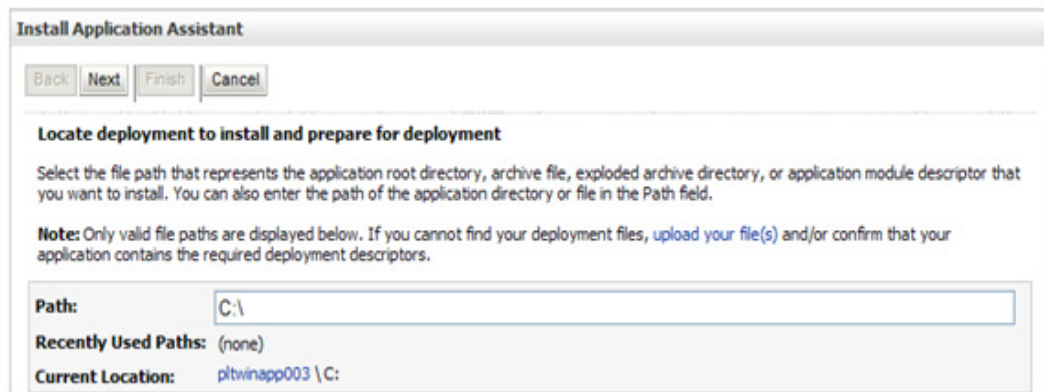 Install Application Assistant
Back Next Finish Cancel
Locate deployment to install and prepare for deployment
Select the file path that represents the application root directory, archive file, exploded archive directory, or application module descriptor that
you want to install. You can also enter the path of the application directory or file in the Path field.
Note: Only valid file paths are displayed below. If you cannot find your deployment files, upload your file(s) and/or confirm that your
application contains the required deployment descriptors.
Path: C:\
Recently Used Paths: (none)
Current Location: pltwinapp003 \ C: